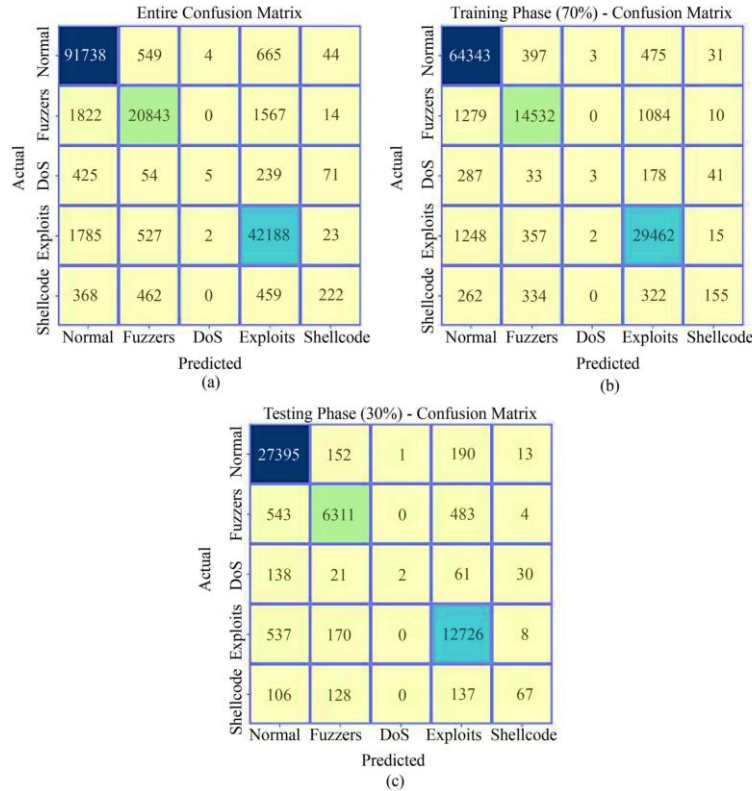 Entire Confusion Matrix
Actual
Normal 91738 549 4 665 44
Fuzzers 1822 20843 0 1567 14
DoS 425 54 5 239 71
Exploits 1785 527 2 42188 23
Shellcode 368 462 0 459 222
Normal Fuzzers DoS Exploits Shellcode
Predicted
(a)
Training Phase (70%) - Confusion Matrix
Actual
Normal 64343 397 3 475 31
Fuzzers 1279 14532 0 1084 10
DoS 287 33 3 178 41
Exploits 1248 357 2 29462 15
Shellcode 262 334 0 322 155
Normal Fuzzers DoS Exploits Shellcode
Predicted
(b)
Testing Phase (30%) - Confusion Matrix
Actual
Normal 27395 152 1 190 13
Fuzzers 543 6311 0 483 4
DoS 138 21 2 61 30
Exploits 537 170 0 12726 8
Shellcode 106 128 0 137 67
Normal Fuzzers DoS Exploits Shellcode
Predicted
(c)